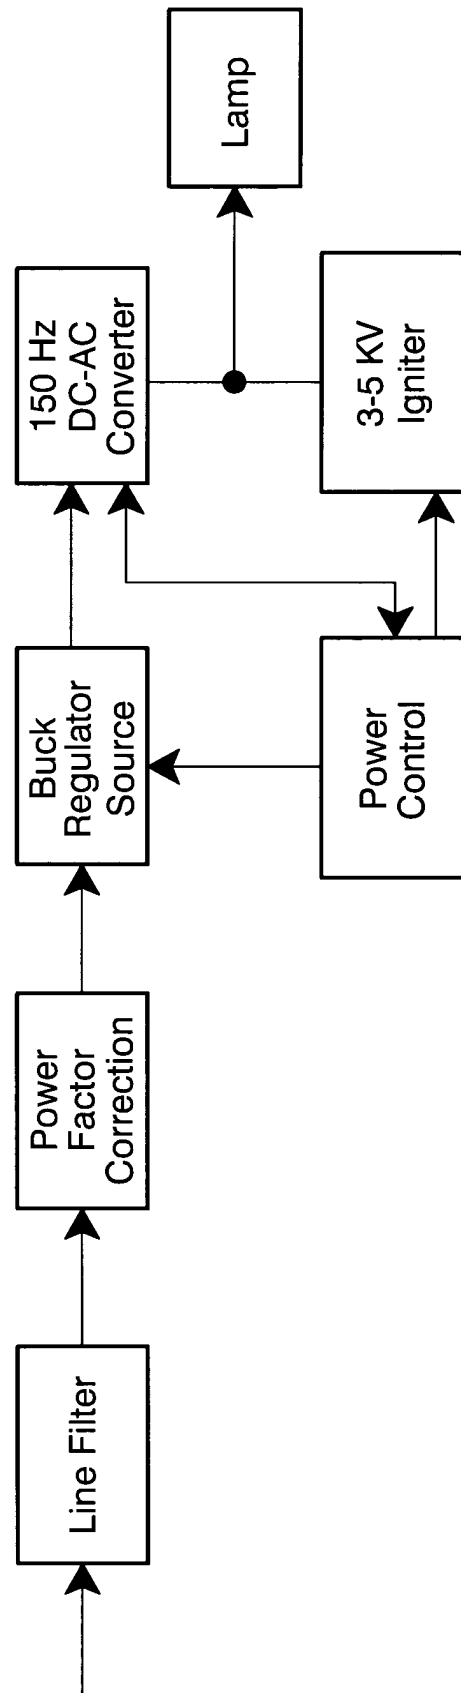 Line Filter
Power
Factor
Correction
Buck
Regulator
Source
150 Hz
DC-AC
Converter
Lamp
Power
Control
3-5 KV
Igniter